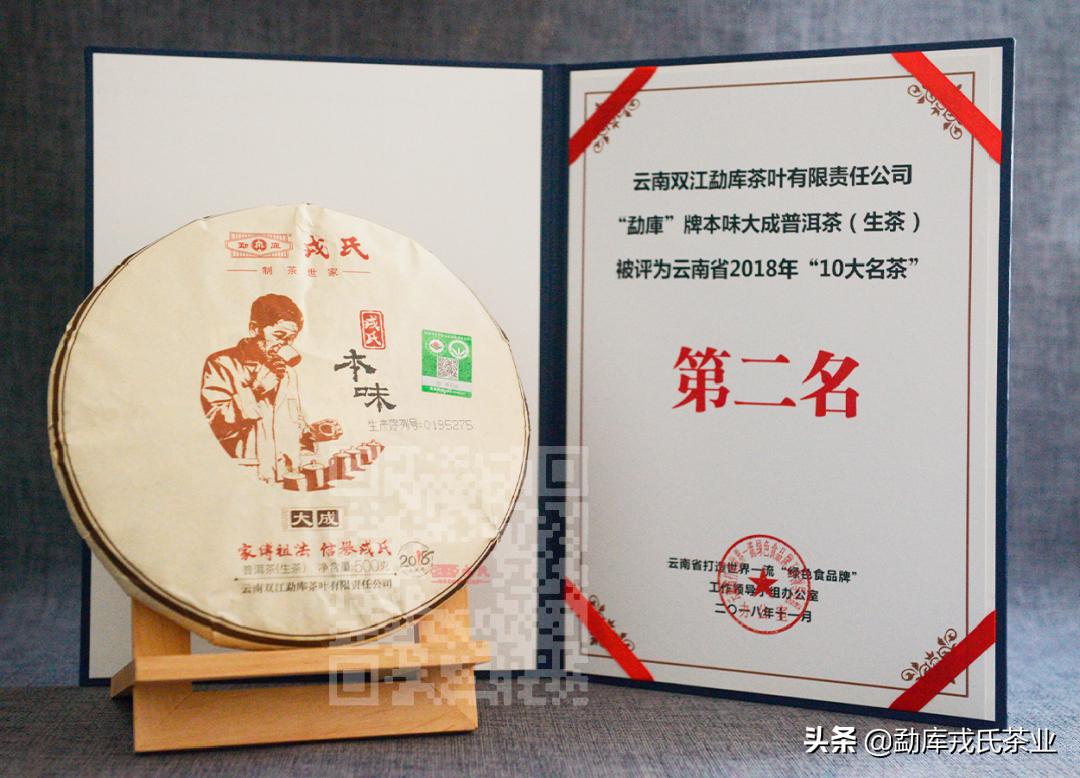 勐庫
戎氏
制茶世家
戎氏
本味
生产序列号:0195275
大成
家传祖法 信誉戎氏
普洱茶(生茶) 净含量:500克
2018
云南双江勐库茶叶有限责任公司
云南双江勐库茶叶有限责任公司
“勐庫”牌本味大成普洱茶(生茶)
被评为云南省2018年“10大名茶”
第二名
云南省打造世界一流“绿色食品牌”
工作领导小组办公室
二〇一八年十一月
头条 @勐库戎氏茶业